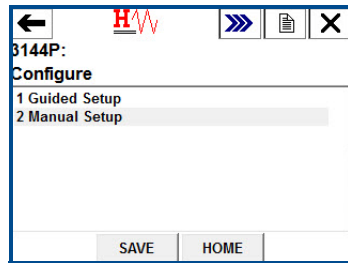 H
3144P:
Configure
1 Guided Setup
2 Manual Setup
SAVE HOME